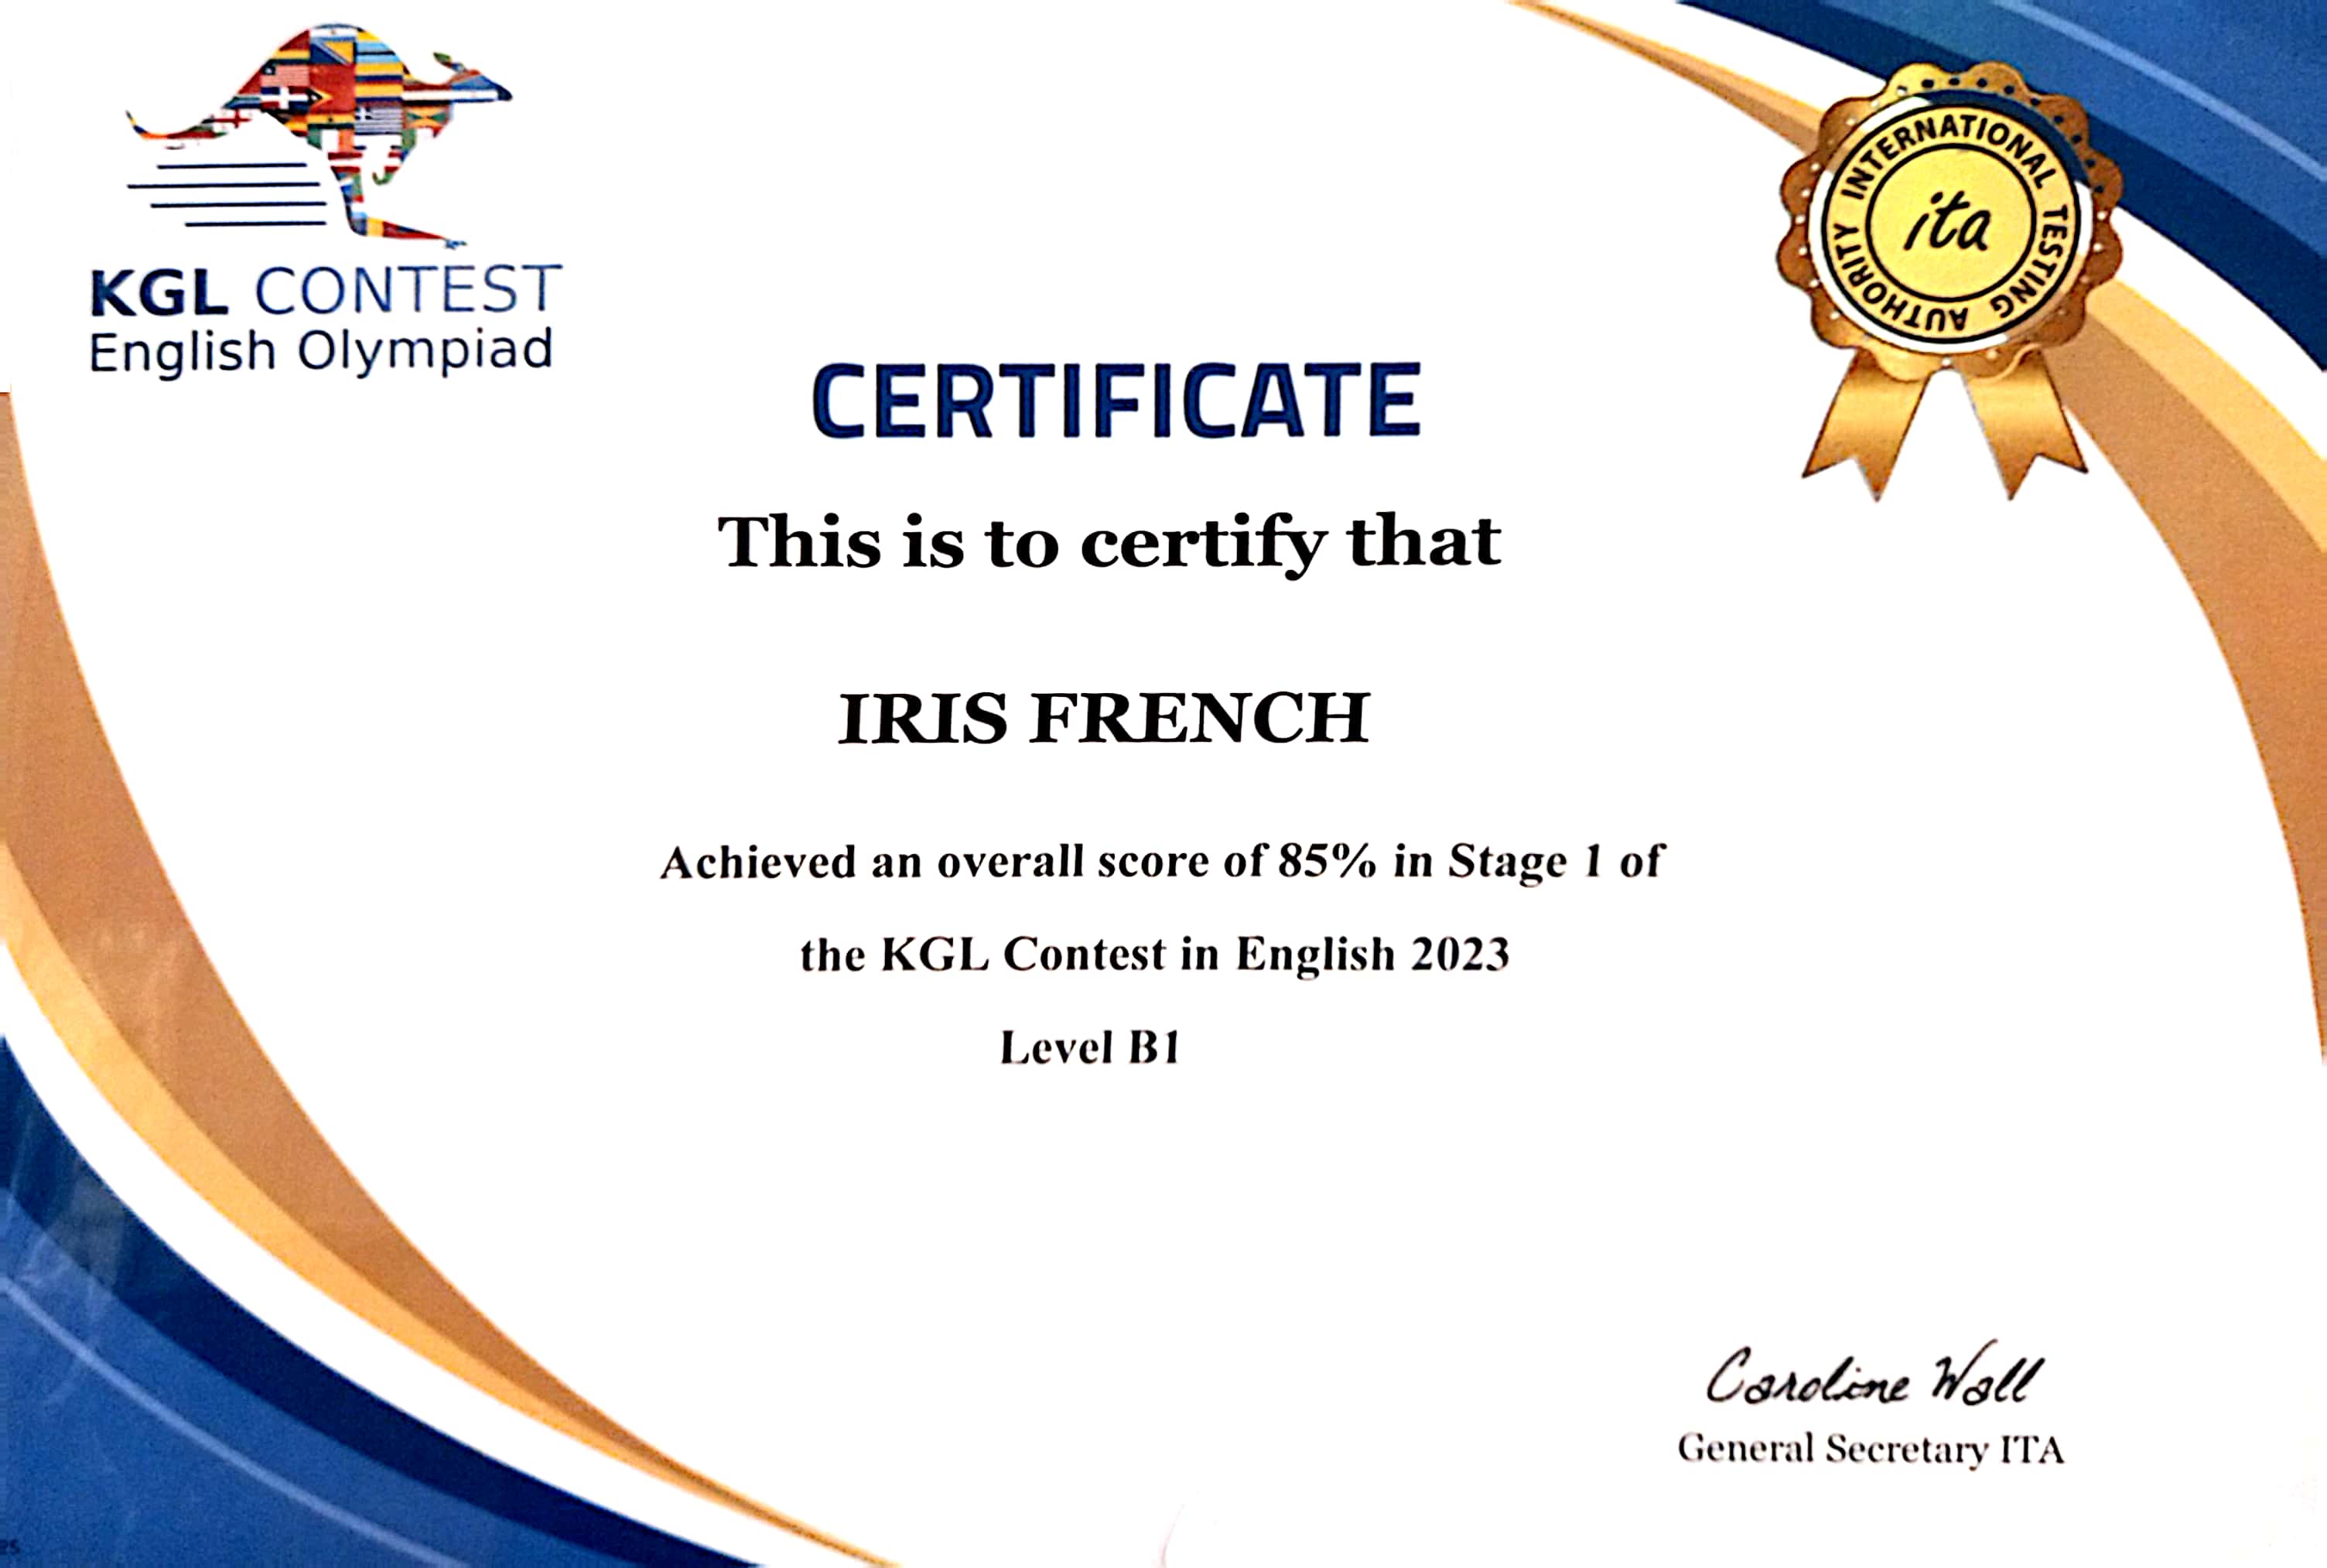 KGL CONTEST
English Olympiad
INTERNATIONAL TESTING AUTHORITY
ita
CERTIFICATE
This is to certify that
IRIS FRENCH
Achieved an overall score of 85% in Stage 1 of
the KGL Contest in English 2023
Level B1
Caroline Wall
General Secretary ITA